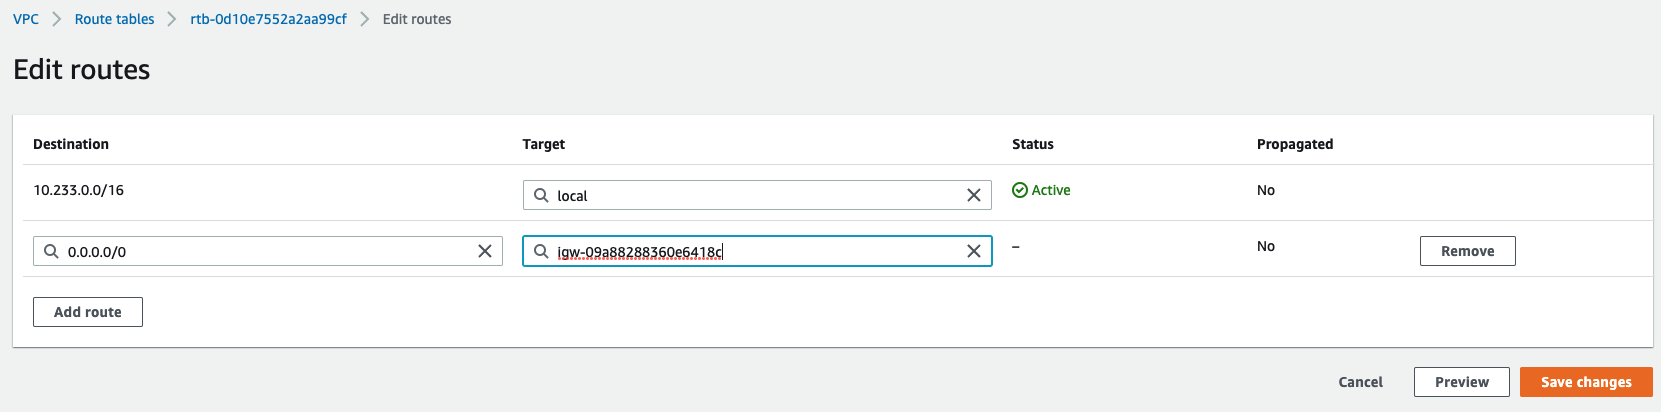 VPC > Route tables > rtb-0d10e7552a2aa99cf > Edit routes
Edit routes
Destination Target Status Propagated
10.233.0.0/16 local Active No
0.0.0.0/0 igw-09a88288360e6418c – No Remove
Add route
Cancel Preview Save changes